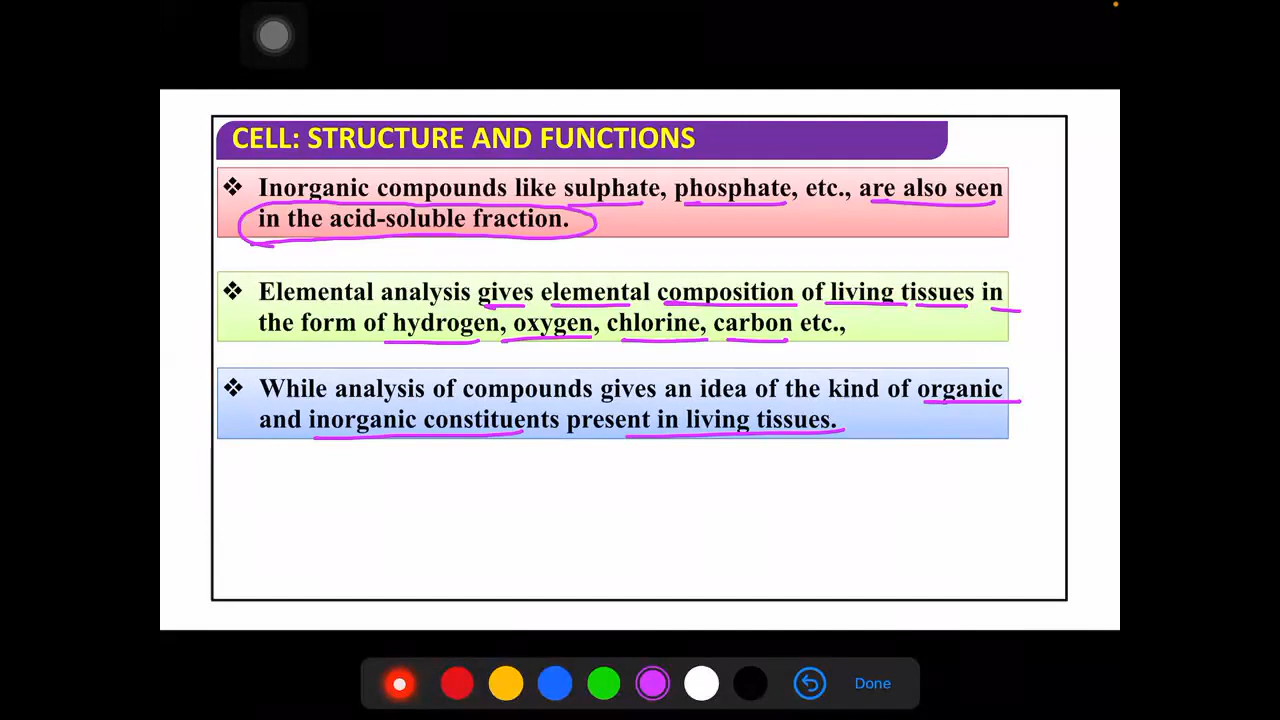 CELL: STRUCTURE AND FUNCTIONS
❖ Inorganic compounds like sulphate, phosphate, etc., are also seen
in the acid-soluble fraction.
❖ Elemental analysis gives elemental composition of living tissues in
the form of hydrogen, oxygen, chlorine, carbon etc.,
❖ While analysis of compounds gives an idea of the kind of organic
and inorganic constituents present in living tissues.
Done